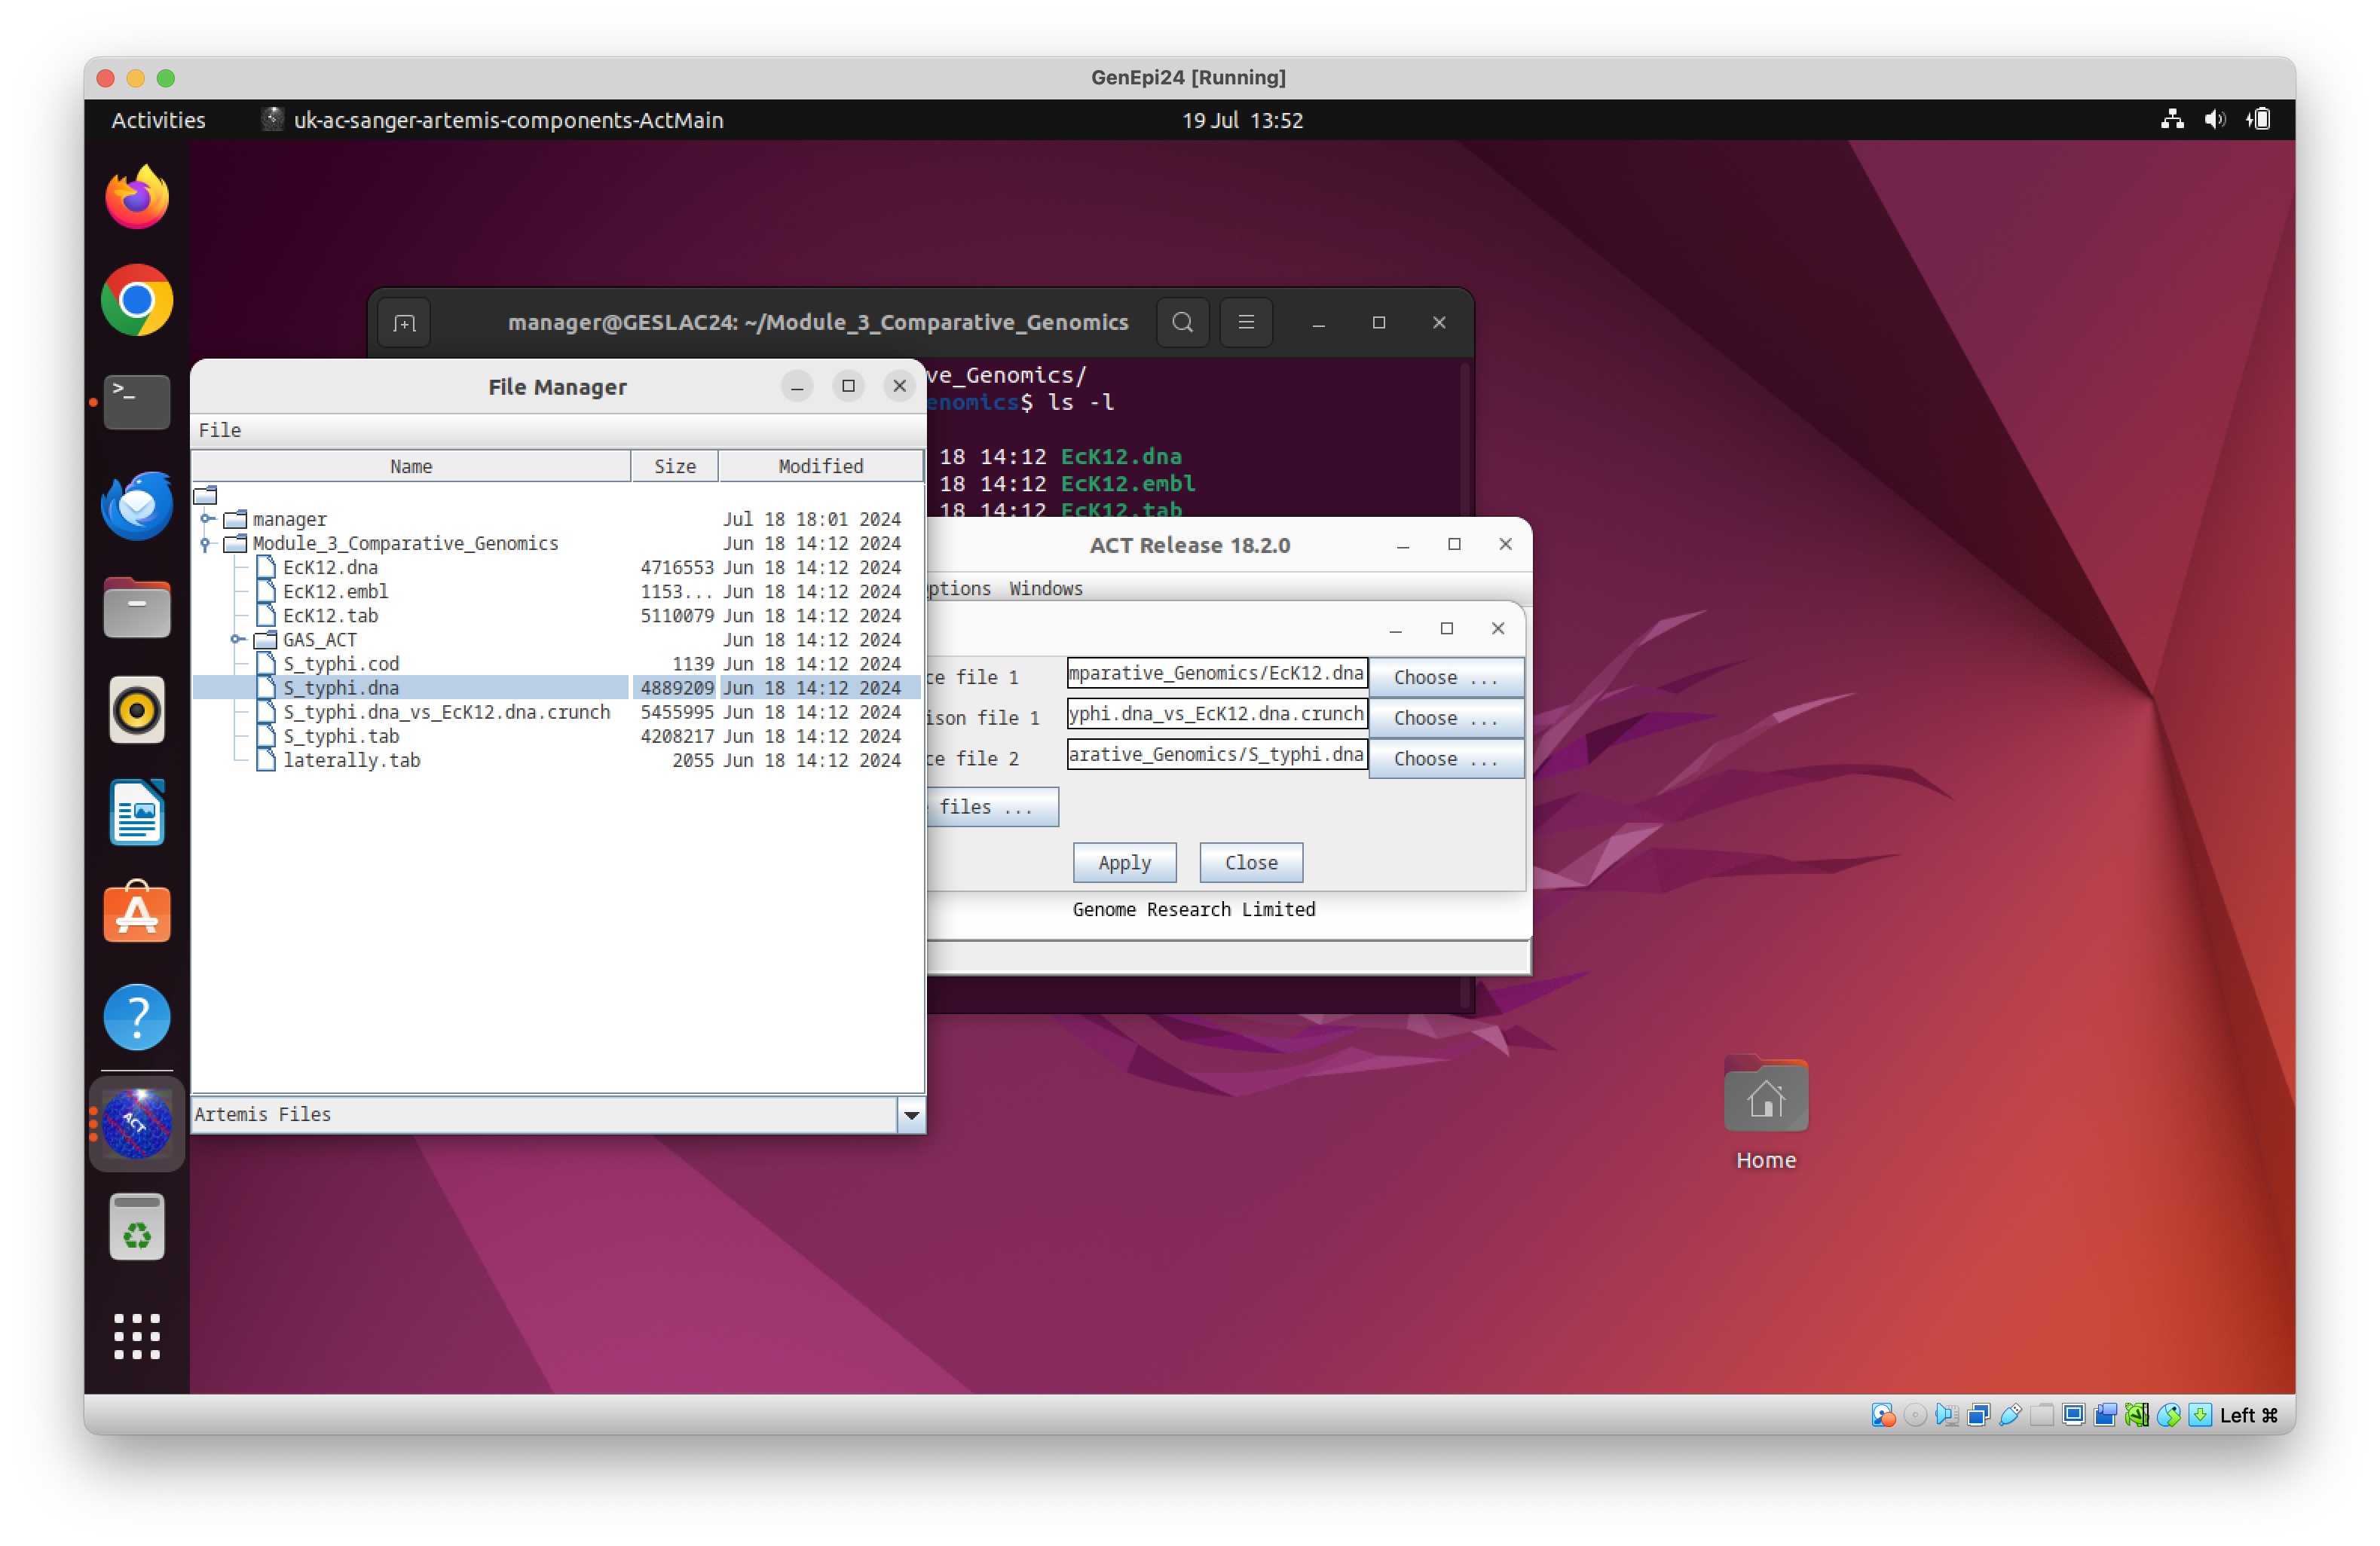 GenEpi24 [Running]
Activities
uk-ac-sanger-artemis-components-ActMain
19 Jul 13:52
manager@GESLAC24: ~/Module_3_Comparative_Genomics
ve_Genomics/
enomics$ ls -l
18 14:12 EcK12.dna
18 14:12 EcK12.embl
18 14:12 EcK12.tab
File Manager
File
Name Size Modified
manager Jul 18 18:01 2024
Module_3_Comparative_Genomics Jun 18 14:12 2024
EcK12.dna 4716553 Jun 18 14:12 2024
EcK12.embl 1153... Jun 18 14:12 2024
EcK12.tab 5110079 Jun 18 14:12 2024
GAS_ACT Jun 18 14:12 2024
S_typhi.cod 1139 Jun 18 14:12 2024
S_typhi.dna 4889209 Jun 18 14:12 2024
S_typhi.dna_vs_EcK12.dna.crunch 5455995 Jun 18 14:12 2024
S_typhi.tab 4208217 Jun 18 14:12 2024
laterally.tab 2055 Jun 18 14:12 2024
Artemis Files
ACT Release 18.2.0
ptions Windows
ce file 1 mparative_Genomics/EcK12.dna Choose ...
ison file 1 yphi.dna_vs_EcK12.dna.crunch Choose ...
ce file 2 arative_Genomics/S_typhi.dna Choose ...
files ...
Apply Close
Genome Research Limited
ACT
Home
Left ⌘